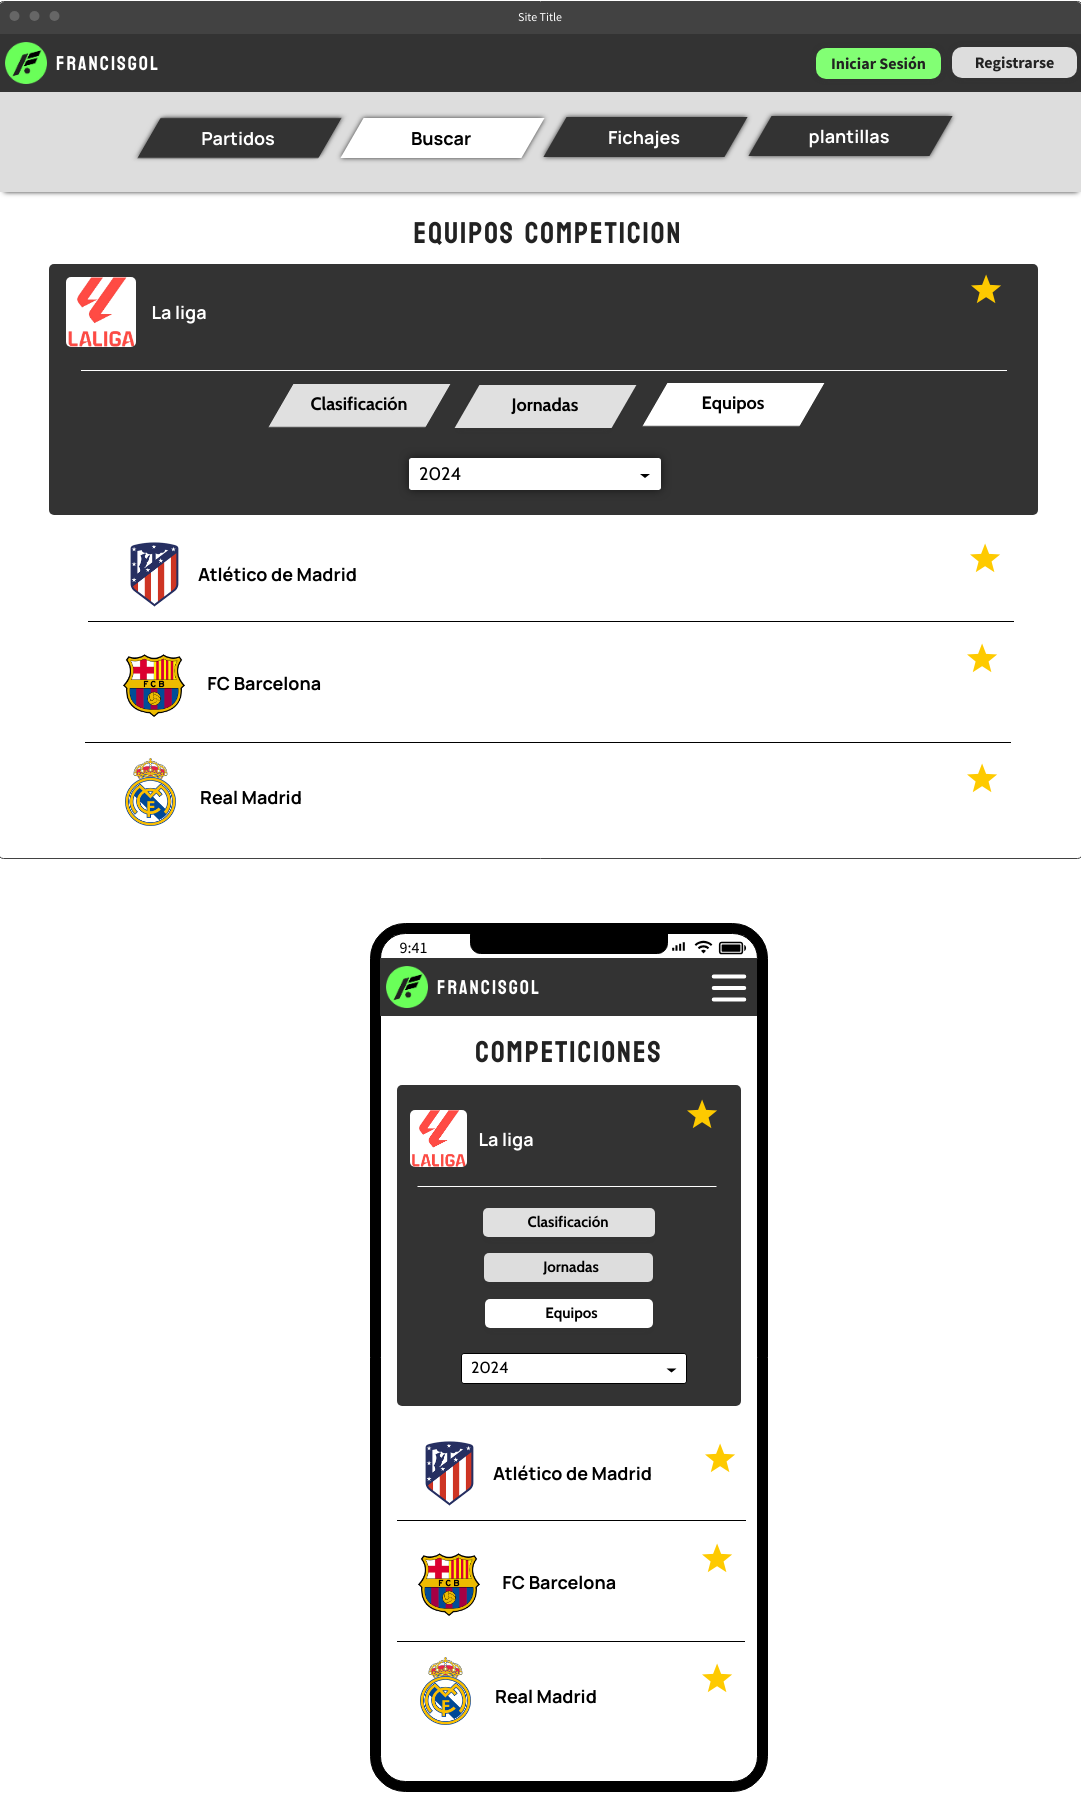 Site Title
FRANCISGOL
Iniciar Sesión
Registrarse
Partidos
Buscar
Fichajes
plantillas
EQUIPOS COMPETICION
LALIGA
La liga
Clasificación
Jornadas
Equipos
2024
Atlético de Madrid
FCB
FC Barcelona
Real Madrid
9:41
FRANCISGOL
COMPETICIONES
LALIGA
La liga
Clasificación
Jornadas
Equipos
2024
Atlético de Madrid
FCB
FC Barcelona
Real Madrid